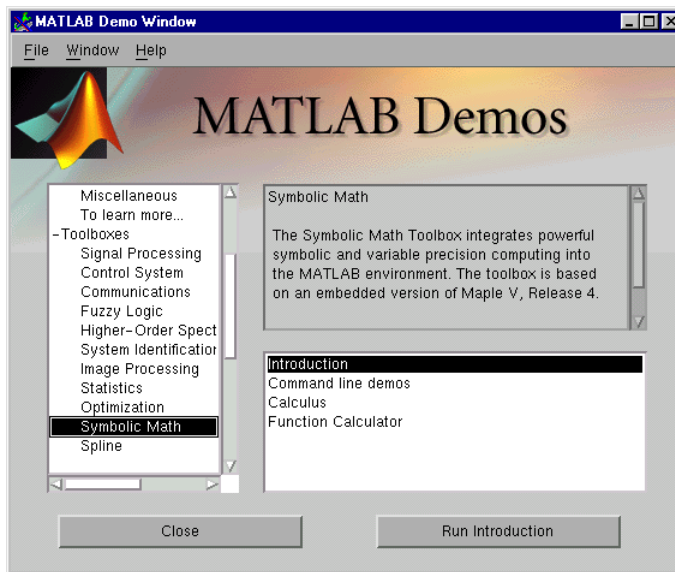 MATLAB Demo Window
File Window Help
MATLAB Demos
Miscellaneous
To learn more...
-Toolboxes
Signal Processing
Control System
Communications
Fuzzy Logic
Higher-Order Spect
System Identification
Image Processing
Statistics
Optimization
Symbolic Math
Spline
Symbolic Math
The Symbolic Math Toolbox integrates powerful
symbolic and variable precision computing into
the MATLAB environment. The toolbox is based
on an embedded version of Maple V, Release 4.
Introduction
Command line demos
Calculus
Function Calculator
Close
Run Introduction